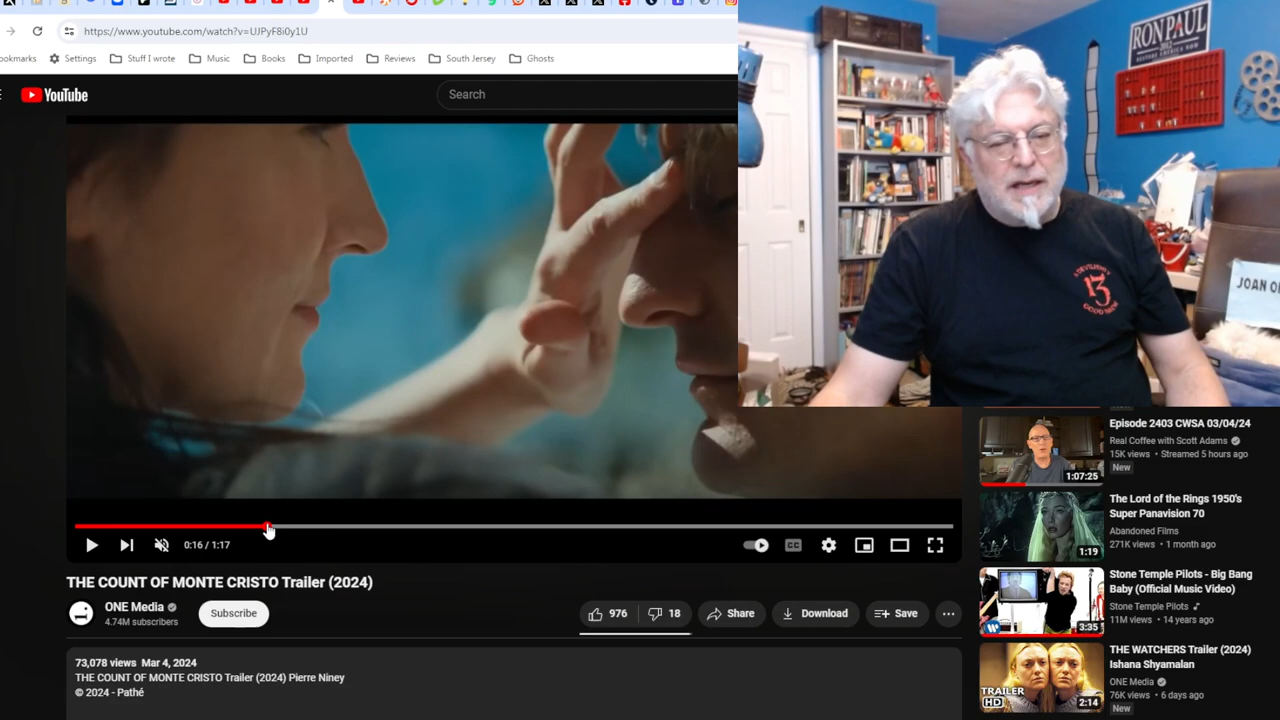 https://www.youtube.com/watch?v=UJPyF8i0y1U
ookmarks Settings Stuff I wrote Music Books Imported Reviews South Jersey Ghosts
YouTube
Search
RON PAUL
2012
RESTORE AMERICA NOW
13
JOAN OF
0:16 / 1:17
CC
THE COUNT OF MONTE CRISTO Trailer (2024)
ONE Media
4.74M subscribers
Subscribe
976
18
Share
Download
Save
73,078 views Mar 4, 2024
THE COUNT OF MONTE CRISTO Trailer (2024) Pierre Niney
© 2024 - Pathé
Episode 2403 CWSA 03/04/24
Real Coffee with Scott Adams
15K views • Streamed 5 hours ago
New
1:07:25
The Lord of the Rings 1950's
Super Panavision 70
Abandoned Films
271K views • 1 month ago
1:19
Stone Temple Pilots - Big Bang
Baby (Official Music Video)
Stone Temple Pilots
11M views • 14 years ago
3:35
THE WATCHERS Trailer (2024)
Ishana Shyamalan
ONE Media
76K views • 6 days ago
New
TRAILER
HD
2:14